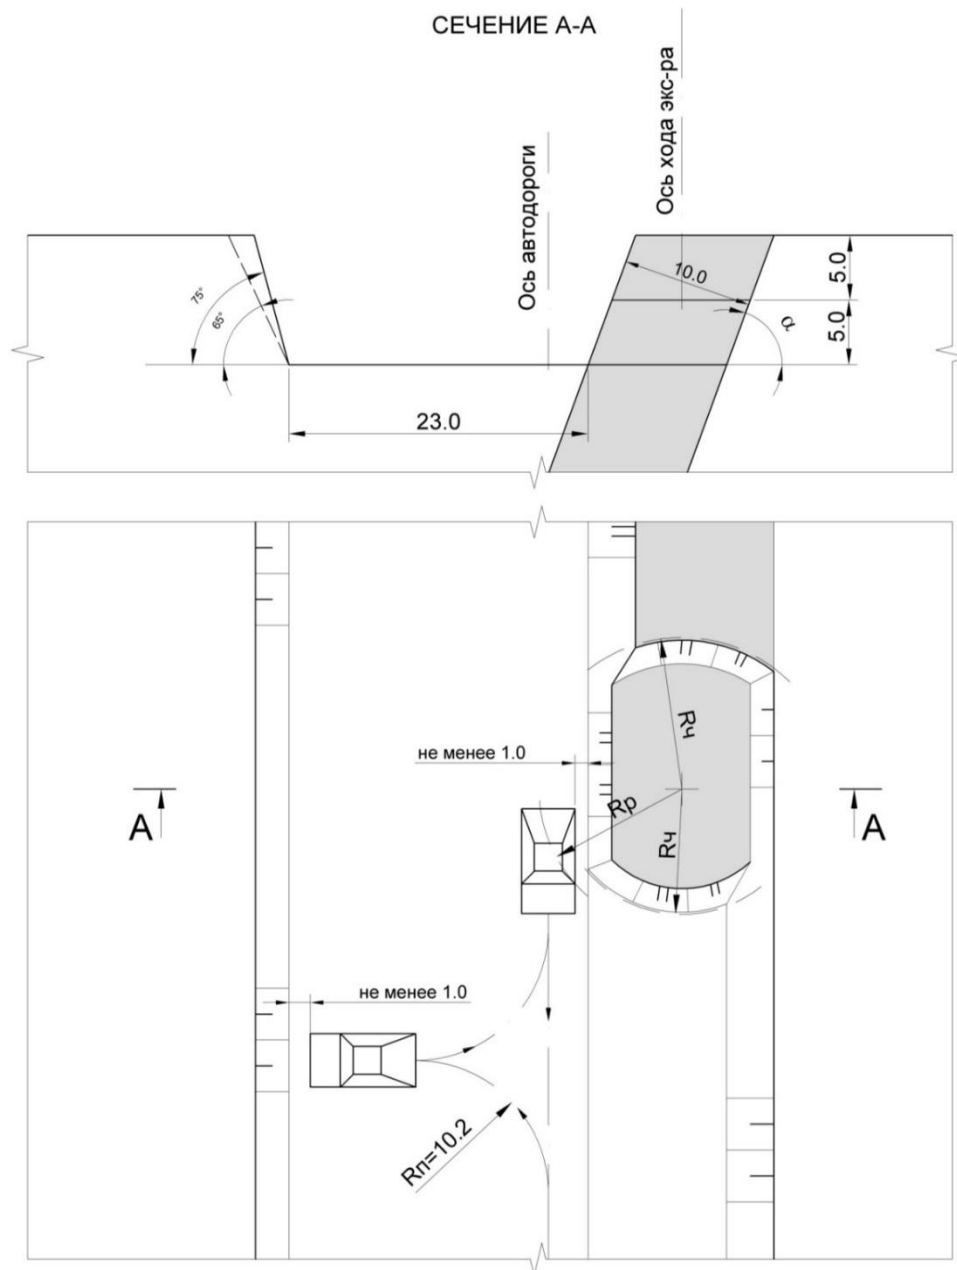 СЕЧЕНИЕ А-А
Ось хода экс-ра
Ось автодороги
75°
65°
10.0
5.0
5.0
α
23.0
Rч
не менее 1.0
Rр
А
А
Rч
не менее 1.0
Rп=10.2